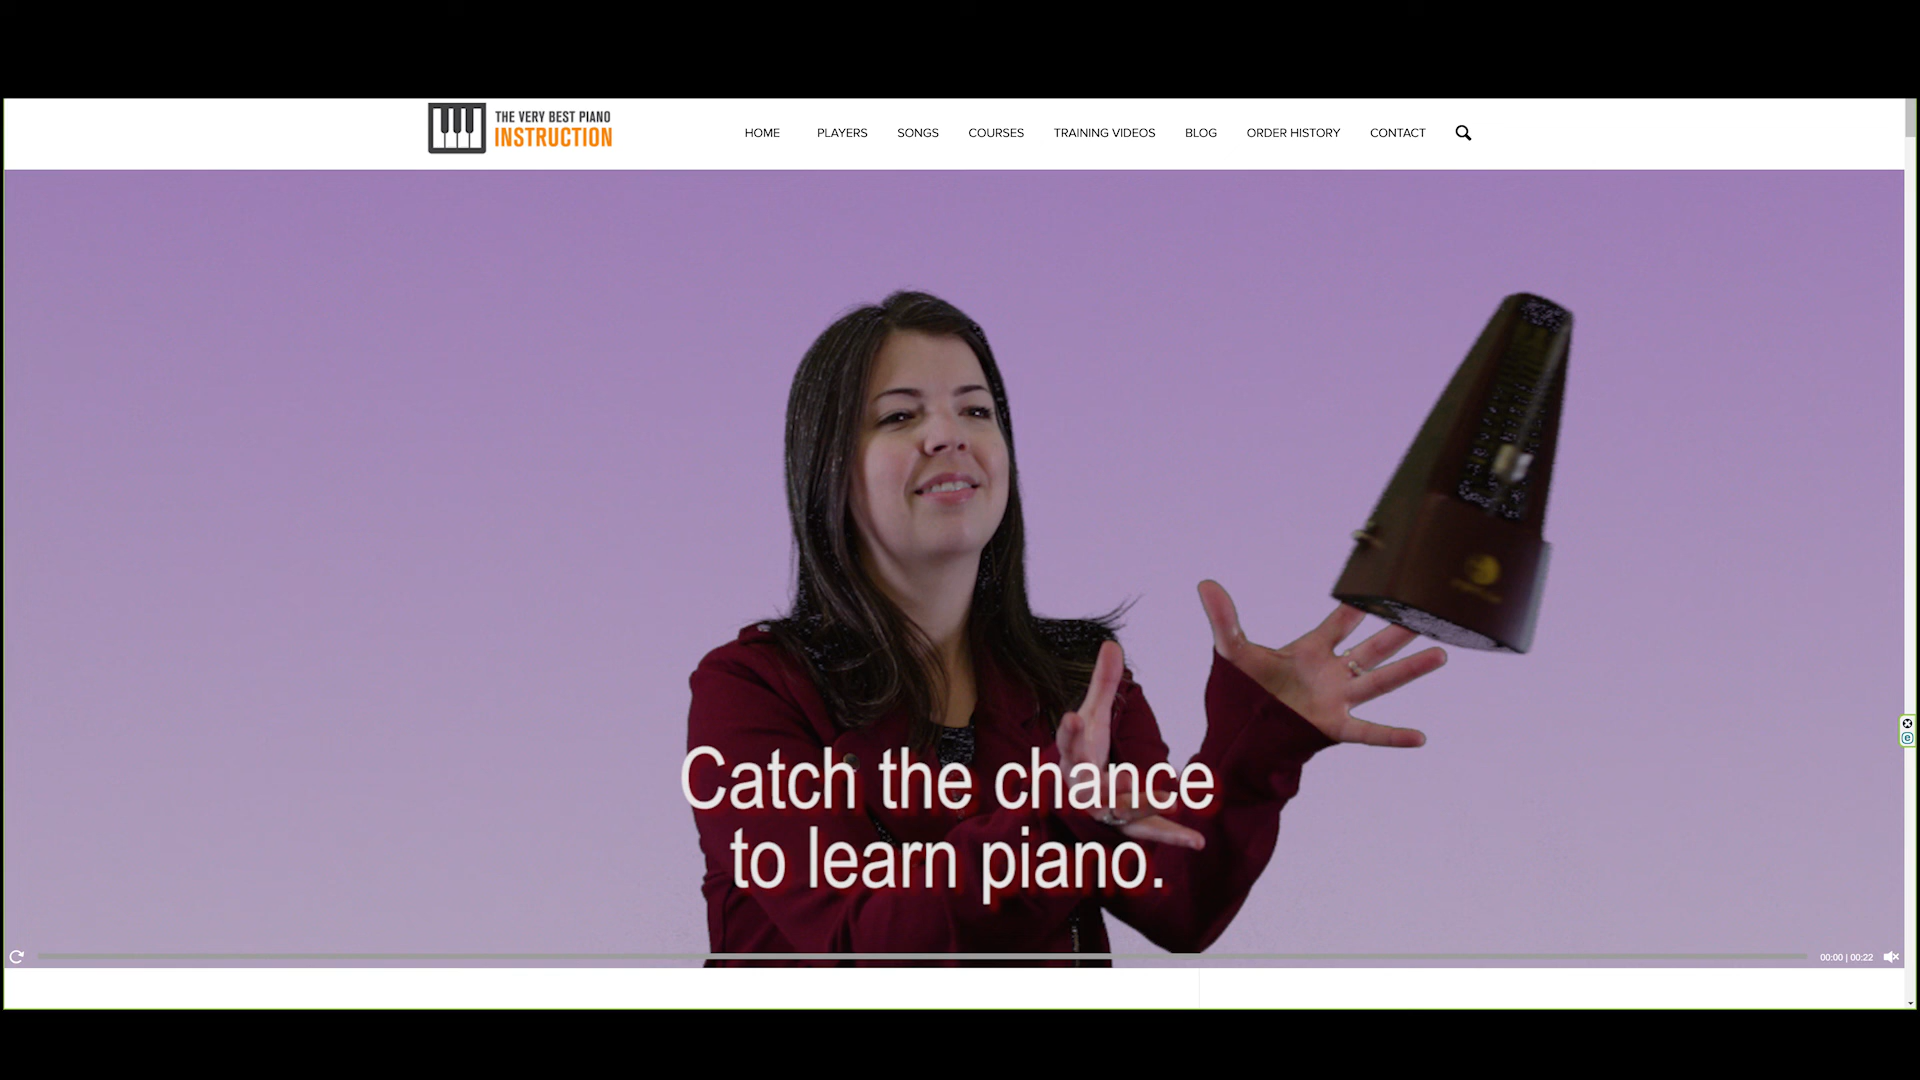 THE VERY BEST PIANO
INSTRUCTION
HOME PLAYERS SONGS COURSES TRAINING VIDEOS BLOG ORDER HISTORY CONTACT
Catch the chance
to learn piano.
00:00 | 00:22